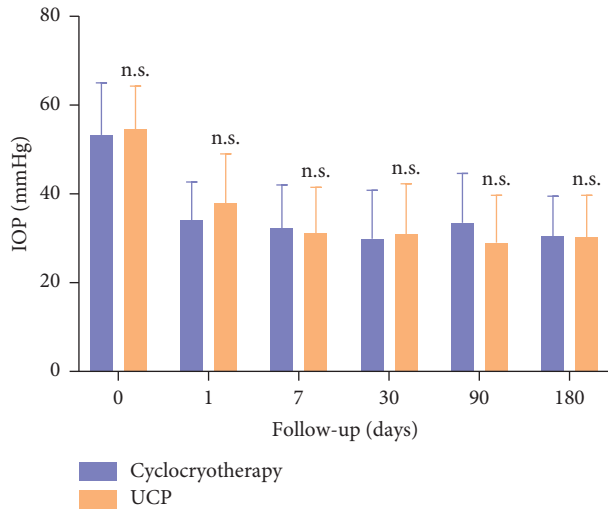 80
60
40
20
0
IOP (mmHg)
n.s.
n.s.
n.s.
n.s.
n.s.
n.s.
0 1 7 30 90 180
Follow-up (days)
Cyclocryotherapy
UCP